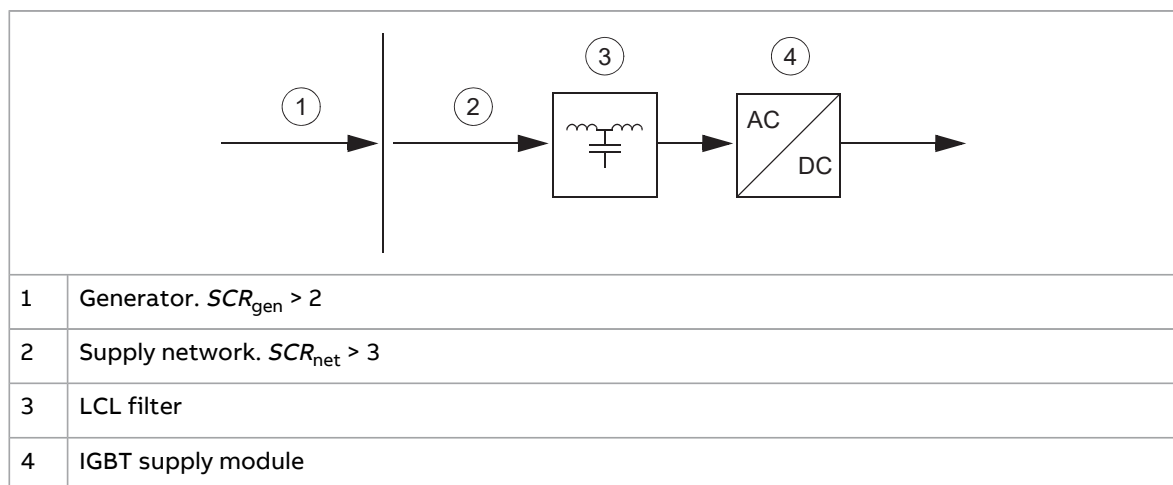 3
4
1
2
AC
DC
1 Generator. SCRgen > 2
2 Supply network. SCRnet > 3
3 LCL filter
4 IGBT supply module